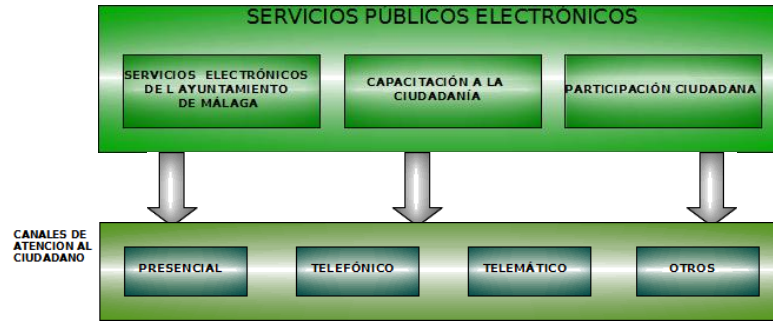 SERVICIOS PÚBLICOS ELECTRÓNICOS
SERVICIOS ELECTRÓNICOS
DE L AYUNTAMIENTO
DE MÁLAGA
CAPACITACIÓN A LA
CIUDADANÍA
PARTICIPACIÓN CIUDADANA
CANALES DE
ATENCION AL
CIUDADANO
PRESENCIAL
TELEFÓNICO
TELEMÁTICO
OTROS